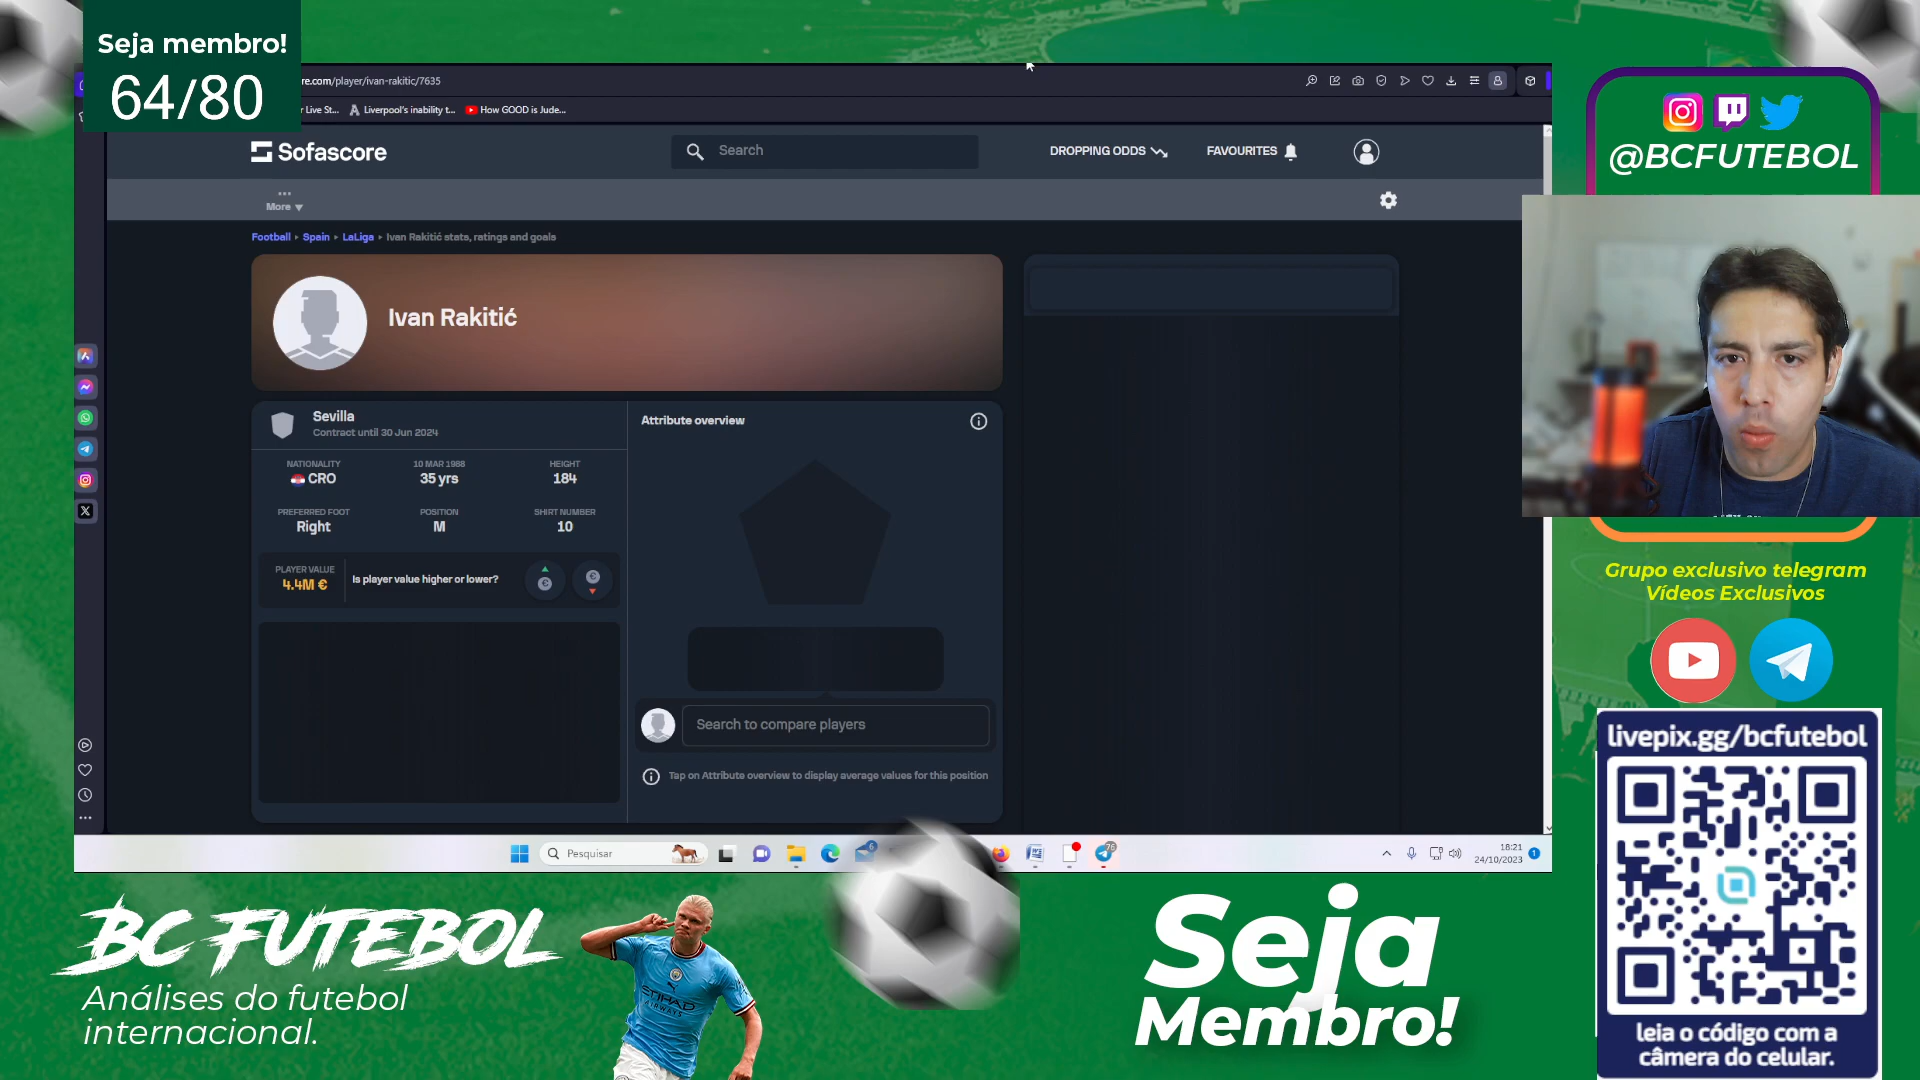 Seja membro!
64/80
re.com/player/ivan-rakitic/7635
r Live St...
Liverpool's inability t...
How GOOD is Jude...
Sofascore
Search
DROPPING ODDS
FAVOURITES
More
Football
Spain
LaLiga
Ivan Rakitić stats, ratings and goals
Ivan Rakitić
Sevilla
Contract until 30 Jun 2024
NATIONALITY
CRO
10 MAR 1988
35 yrs
HEIGHT
184
PREFERRED FOOT
Right
POSITION
M
SHIRT NUMBER
10
PLAYER VALUE
4.4M €
Is player value higher or lower?
Attribute overview
Search to compare players
Tap on Attribute overview to display average values for this position
Pesquisar
6
76
18:21
24/10/2023
1
@BCFUTEBOL
Grupo exclusivo telegram
Vídeos Exclusivos
livepix.gg/bcfutebol
leia o código com a
câmera do celular.
BC FUTEBOL
Análises do futebol
internacional.
ETIHAD
AIRWAYS
Seja
Membro!